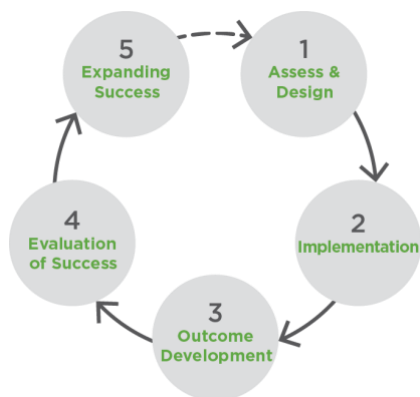 1
Assess &
Design
2
Implementation
3
Outcome
Development
4
Evaluation
of Success
5
Expanding
Success